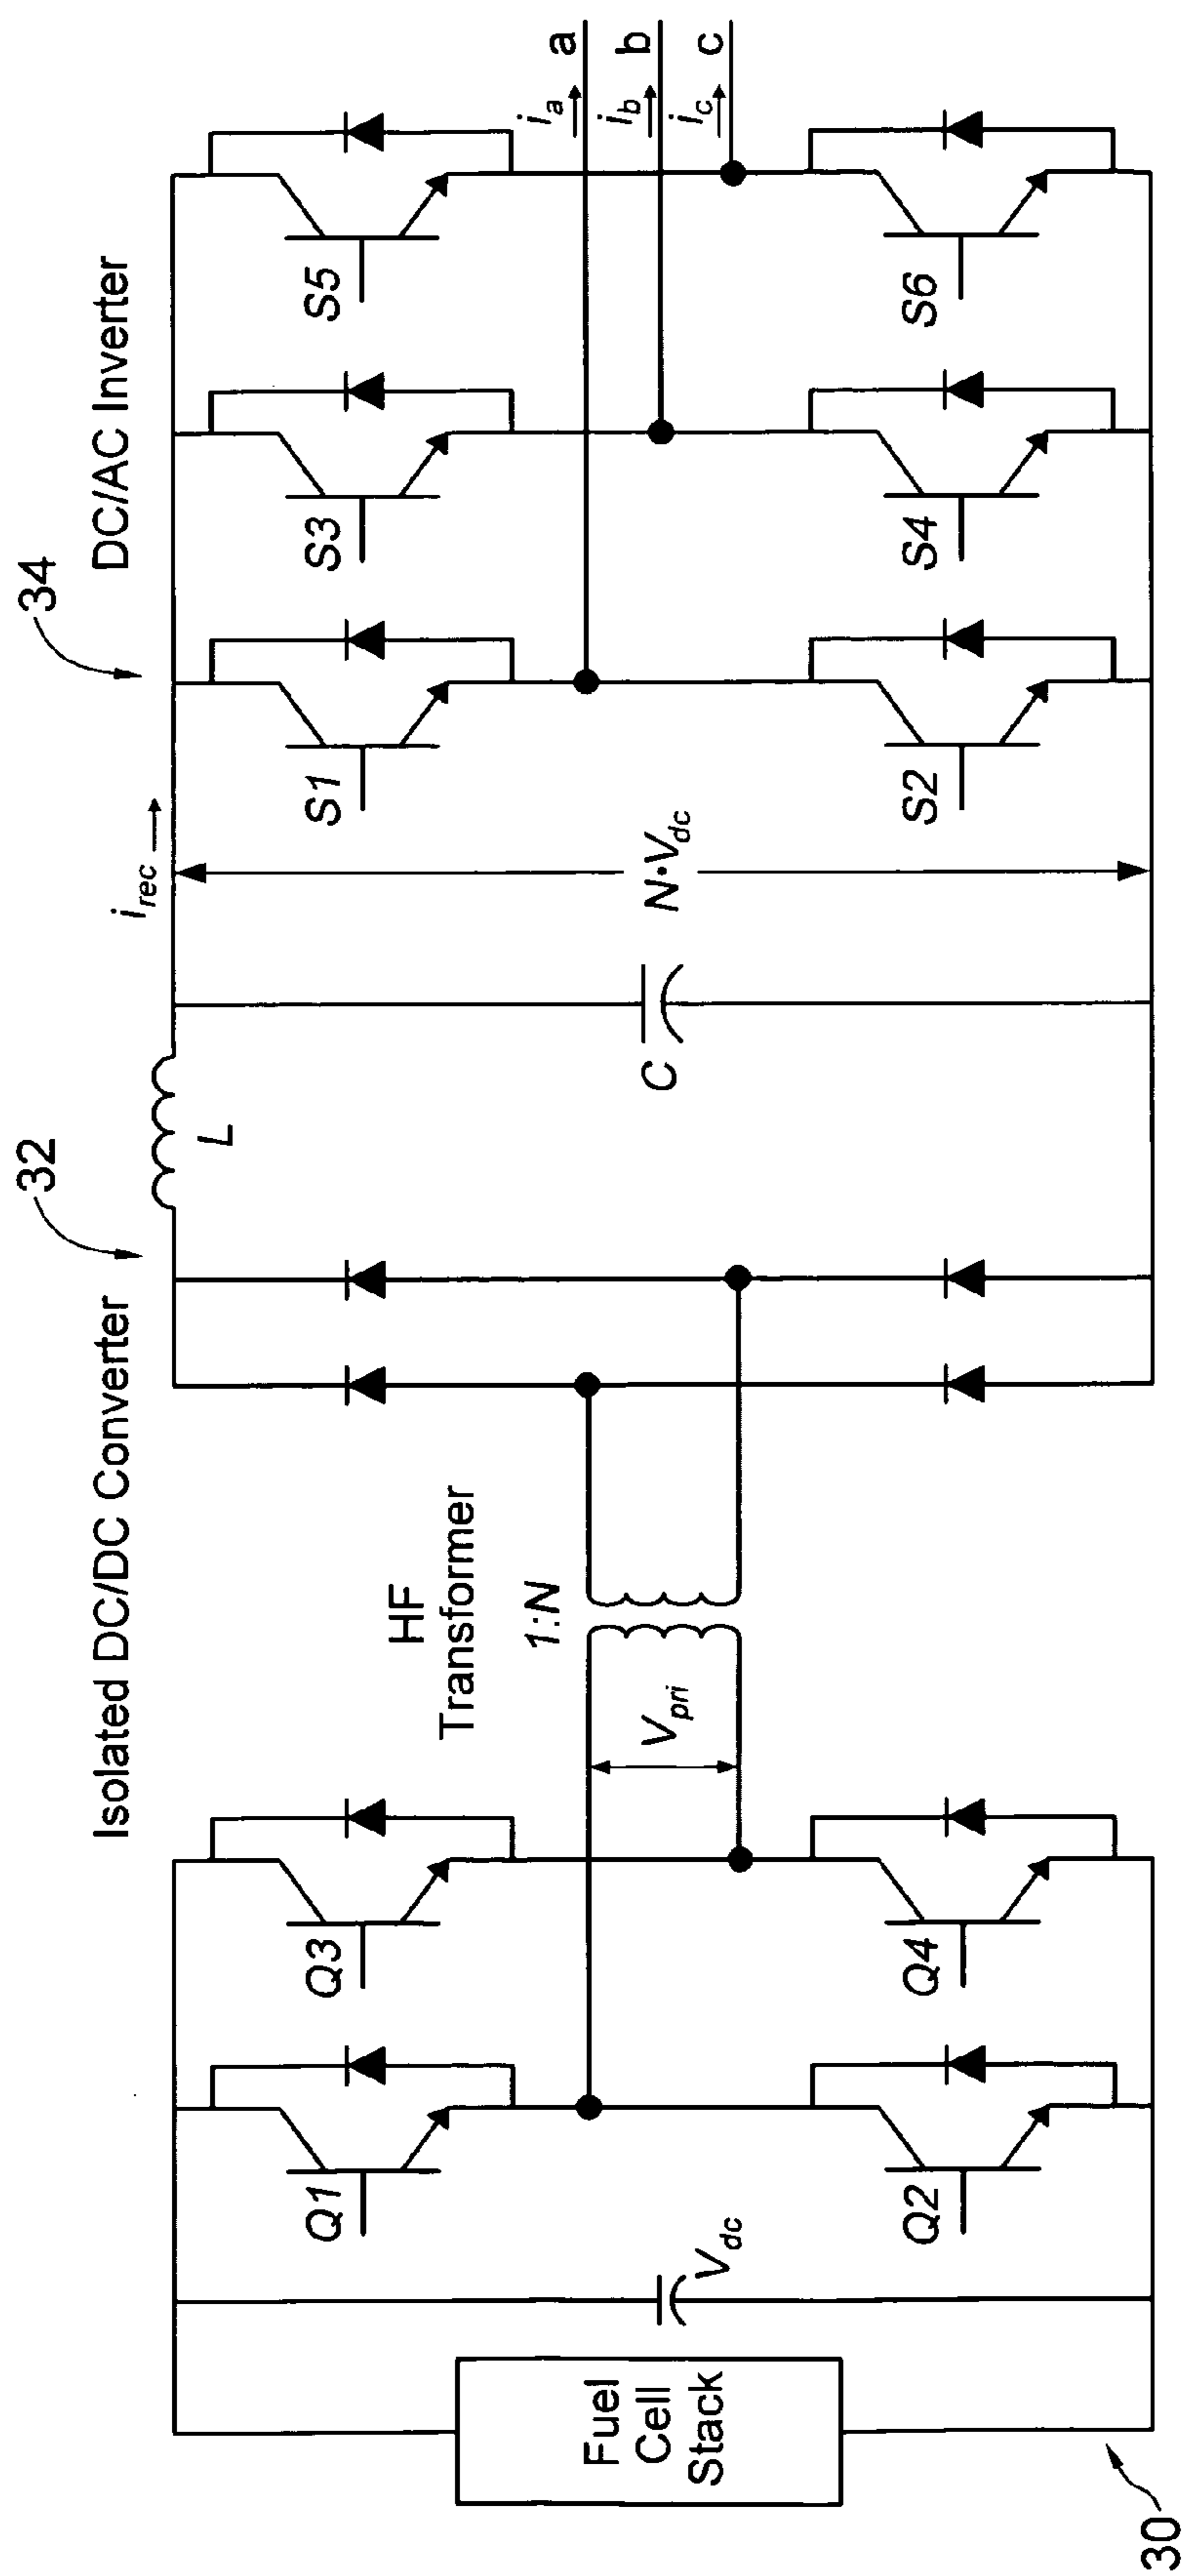 Isolated DC/DC Converter
32
34
DC/AC Inverter
i_rec
L
C
N·V_dc
HF
Transformer
1:N
V_pri
Q1
Q3
Q2
Q4
V_dc
Fuel
Cell
Stack
30
S1
S3
S5
S2
S4
S6
i_a
a
i_b
b
i_c
c